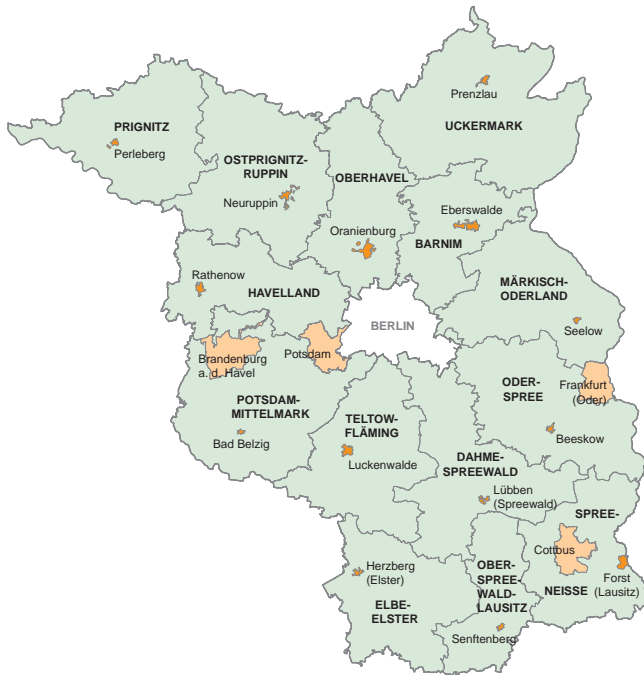 Prenzlau
UCKERMARK
PRIGNITZ
Perleberg
OSTPRIGNITZ-
RUPPIN
Neuruppin
OBERHAVEL
Oranienburg
Eberswalde
BARNIM
Rathenow
HAVELLAND
MÄRKISCH-
ODERLAND
Seelow
BERLIN
Brandenburg
a. d. Havel
Potsdam
ODER-
SPREE
Frankfurt
(Oder)
POTSDAM-
MITTELMARK
Bad Belzig
TELTOW-
FLÄMING
Luckenwalde
Beeskow
DAHME-
SPREEWALD
Lübben
(Spreewald)
SPREE-
NEISSE
Cottbus
Forst
(Lausitz)
Herzberg
(Elster)
ELBE-
ELSTER
OBER-
SPREE-
WALD-
LAUSITZ
Senftenberg